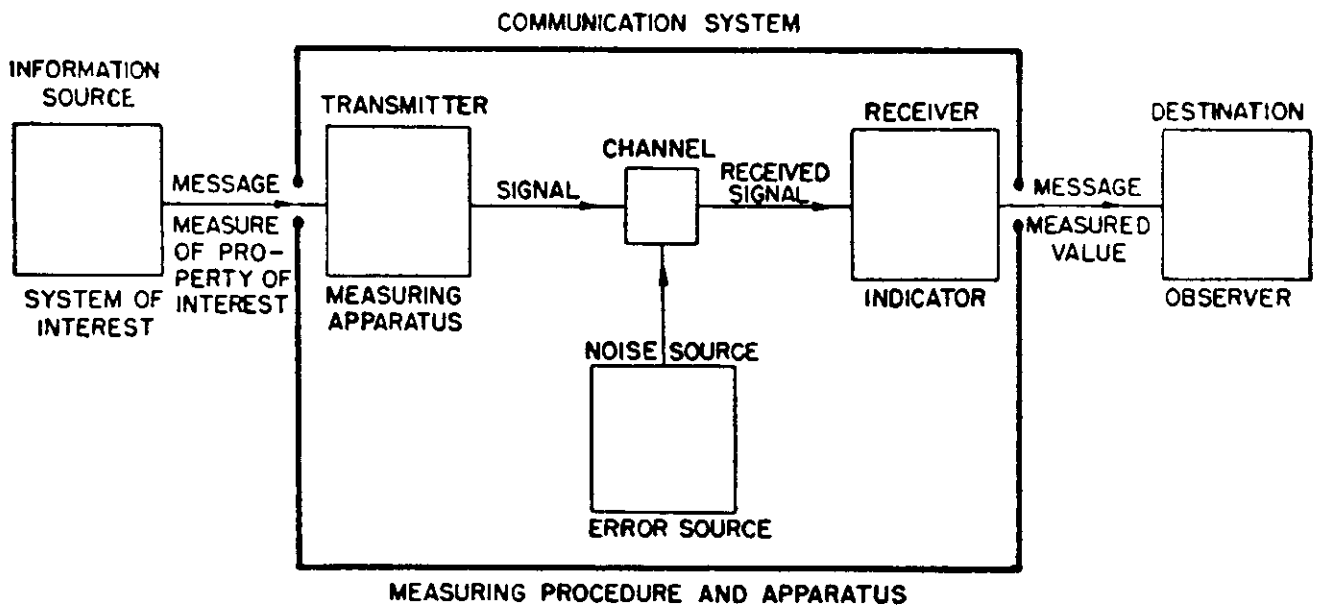 COMMUNICATION SYSTEM
INFORMATION
SOURCE
TRANSMITTER
RECEIVER
DESTINATION
CHANNEL
MESSAGE
SIGNAL
RECEIVED
SIGNAL
MESSAGE
MEASURE
OF PRO-
PERTY OF
INTEREST
MEASURED
VALUE
SYSTEM OF
INTEREST
MEASURING
APPARATUS
INDICATOR
OBSERVER
NOISE SOURCE
ERROR SOURCE
MEASURING PROCEDURE AND APPARATUS